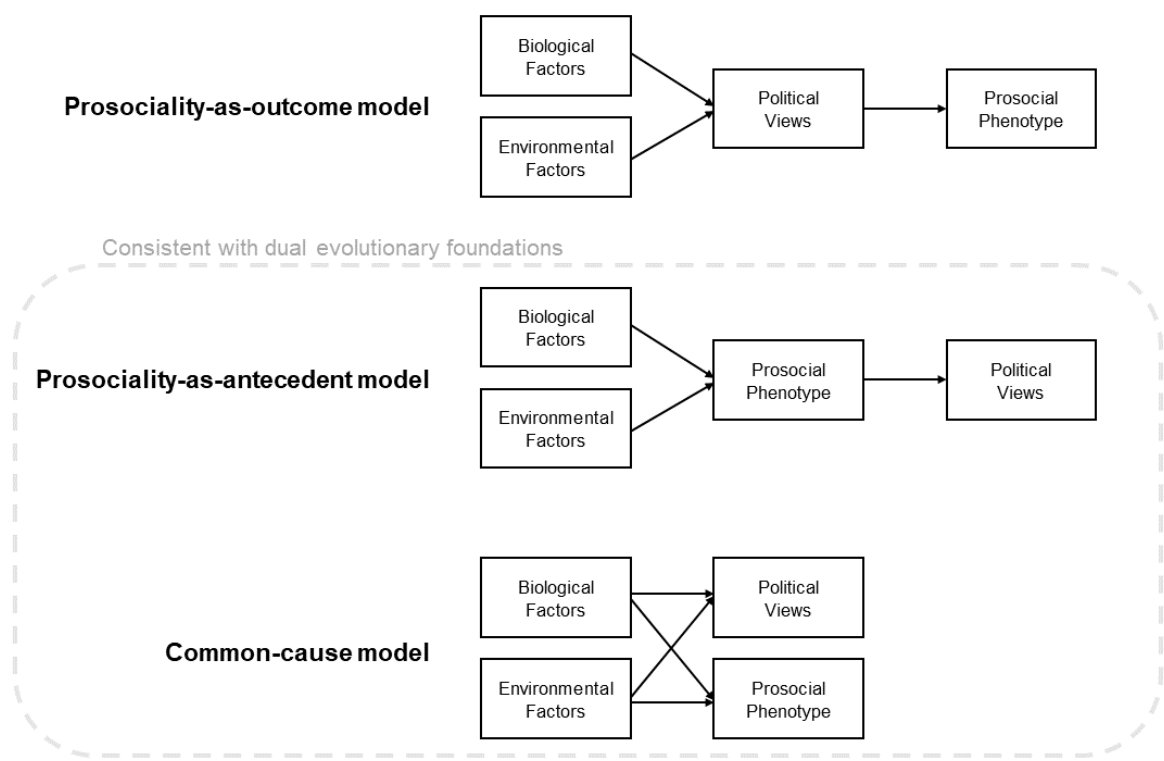 Biological
Factors
Prosociality-as-outcome model
Political
Views
Prosocial
Phenotype
Environmental
Factors
Consistent with dual evolutionary foundations
Biological
Factors
Prosociality-as-antecedent model
Prosocial
Phenotype
Political
Views
Environmental
Factors
Biological
Factors
Political
Views
Common-cause model
Environmental
Factors
Prosocial
Phenotype